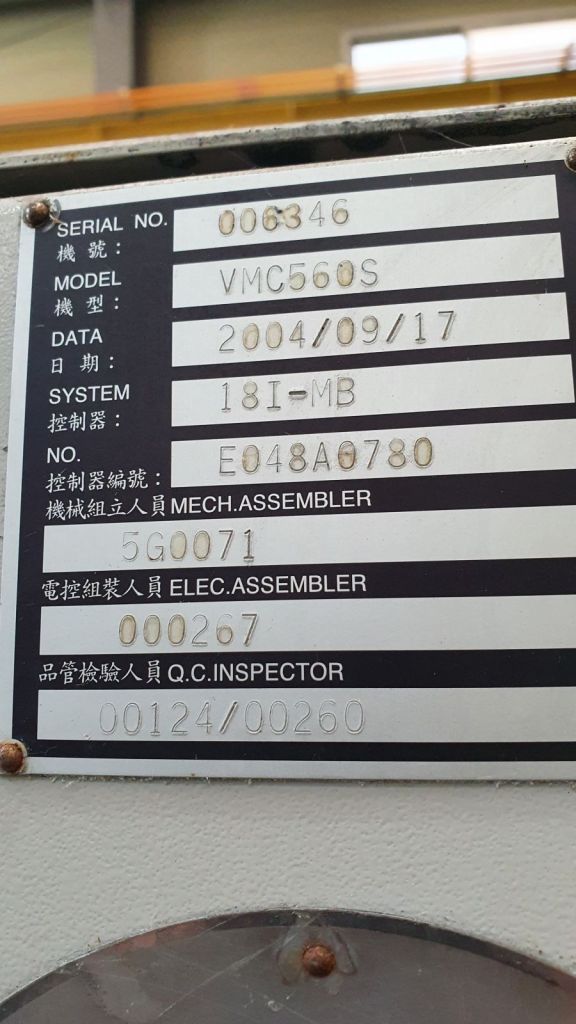 SERIAL NO. 006346
機 號：
MODEL VMC560S
機 型：
DATA 2004/09/17
日 期：
SYSTEM 18I-MB
控制器：
NO. E048A0780
控制器編號：
機械組立人員 MECH.ASSEMBLER
5G0071
電控組裝人員 ELEC.ASSEMBLER
000267
品管檢驗人員 Q.C.INSPECTOR
00124/00260